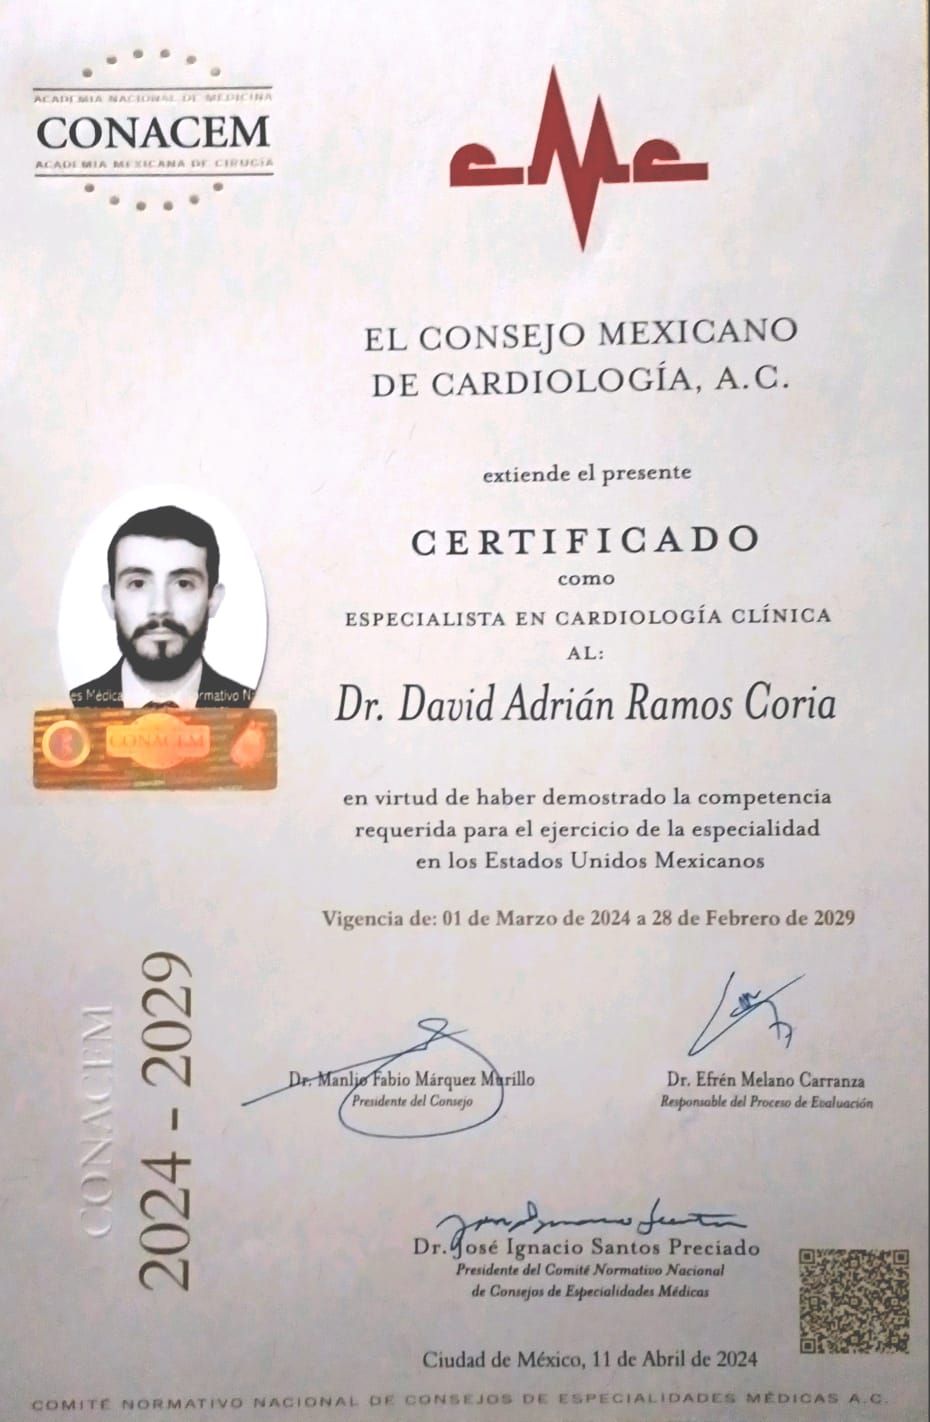 ACADEMIA NACIONAL DE MEDICINA
CONACEM
ACADEMIA MEXICANA DE CIRUGÍA
CMC
EL CONSEJO MEXICANO
DE CARDIOLOGÍA, A.C.
extiende el presente
CERTIFICADO
como
ESPECIALISTA EN CARDIOLOGÍA CLÍNICA
AL:
Dr. David Adrián Ramos Coria
es Médica
rmativo N
CONACEM
en virtud de haber demostrado la competencia
requerida para el ejercicio de la especialidad
en los Estados Unidos Mexicanos
Vigencia de: 01 de Marzo de 2024 a 28 de Febrero de 2029
CONACEM
2024 - 2029
Dr. Manlio Fabio Márquez Murillo
Presidente del Consejo
Dr. Efrén Melano Carranza
Responsable del Proceso de Evaluación
Dr. José Ignacio Santos Preciado
Presidente del Comité Normativo Nacional
de Consejos de Especialidades Médicas
Ciudad de México, 11 de Abril de 2024
COMITÉ NORMATIVO NACIONAL DE CONSEJOS DE ESPECIALIDADES MÉDICAS A.C.